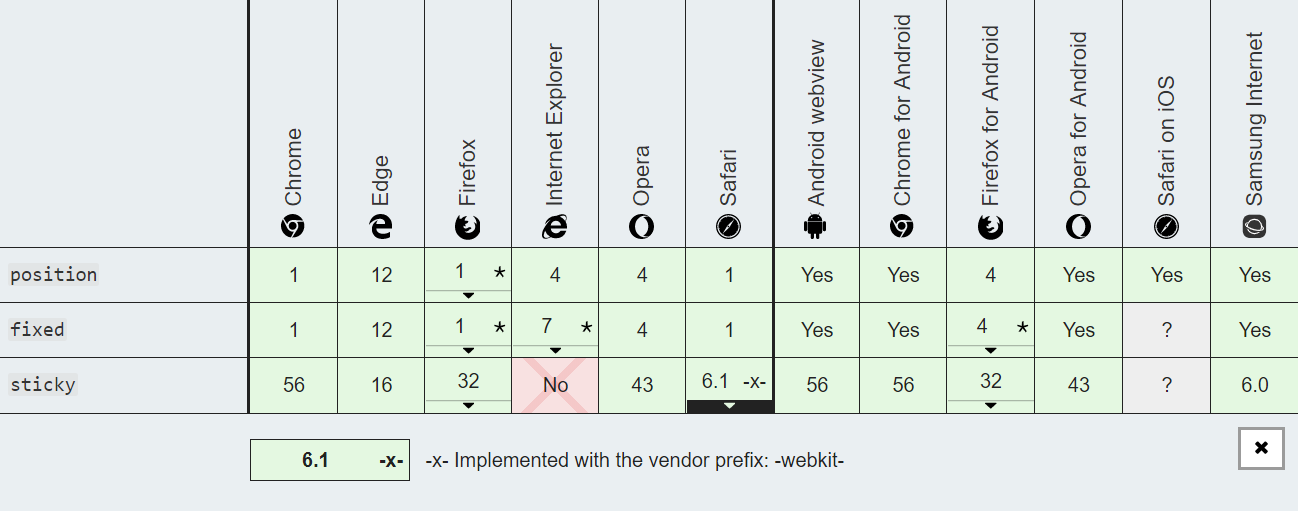 Chrome Edge Firefox Internet Explorer Opera Safari Android webview Chrome for Android Firefox for Android Opera for Android Safari on iOS Samsung Internet
position 1 12 1 * 4 4 1 Yes Yes 4 Yes Yes Yes
fixed 1 12 1 * 7 * 4 1 Yes Yes 4 * Yes ? Yes
sticky 56 16 32 No 43 6.1 -x- 56 56 32 43 ? 6.0
6.1 -x- -x- Implemented with the vendor prefix: -webkit-